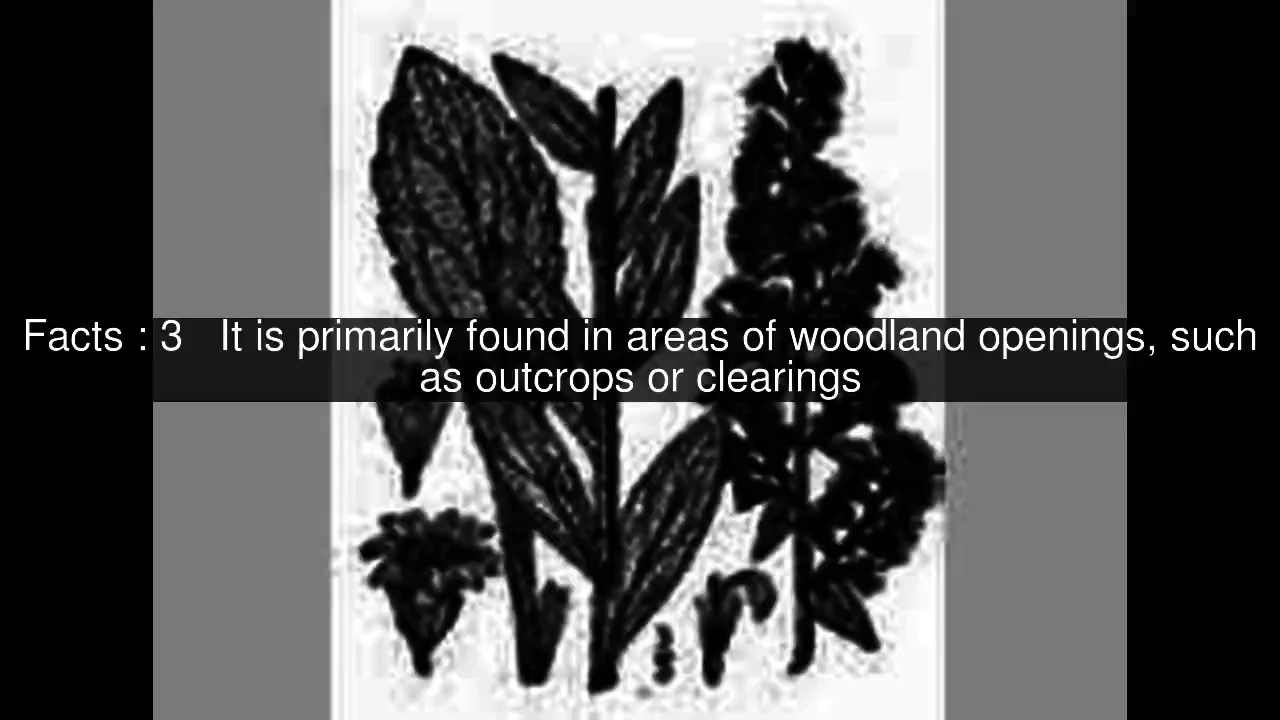 Facts : 3   It is primarily found in areas of woodland openings, such
as outcrops or clearings